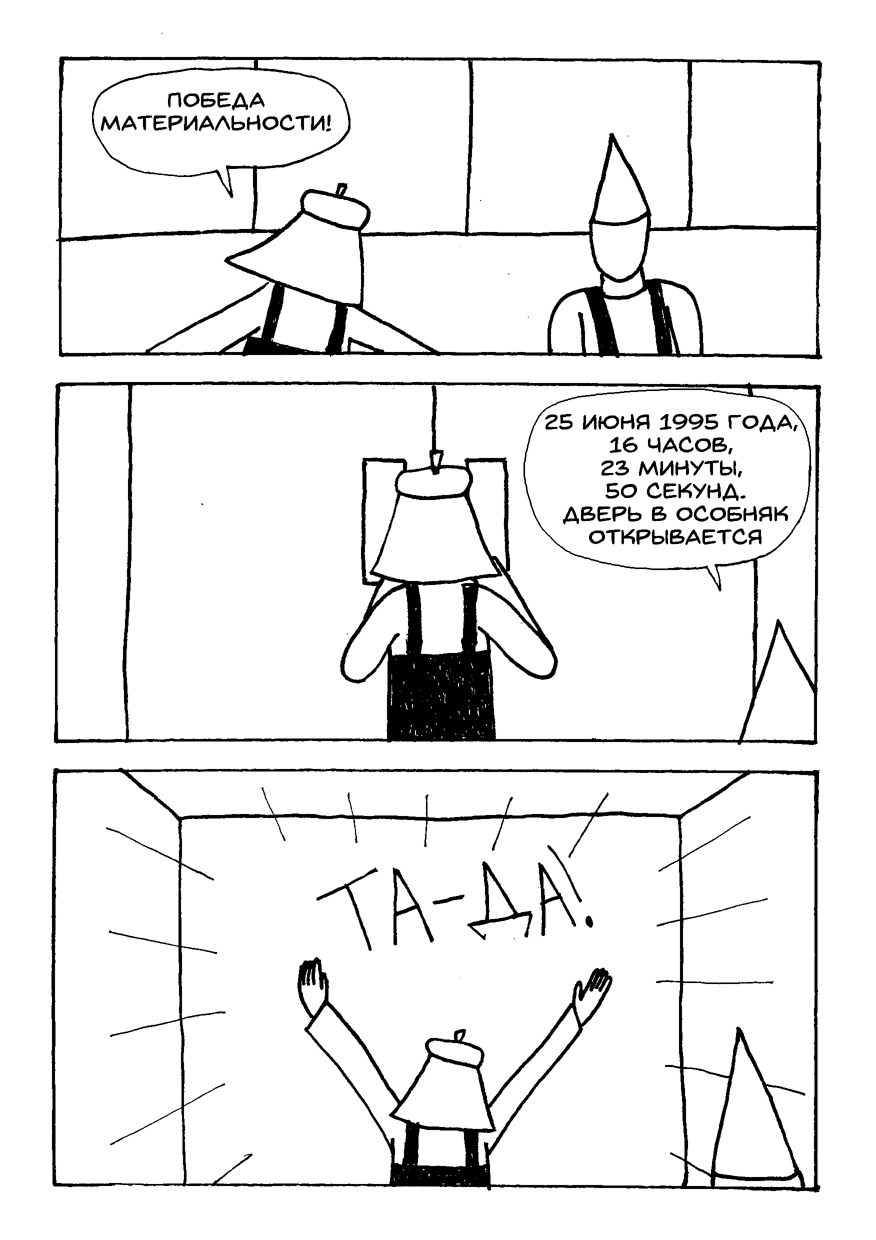 ПОБЕДА
МАТЕРИАЛЬНОСТИ!
25 ИЮНЯ 1995 ГОДА,
16 ЧАСОВ,
23 МИНУТЫ,
50 СЕКУНД.
ДВЕРЬ В ОСОБНЯК
ОТКРЫВАЕТСЯ
ТА-ДА!